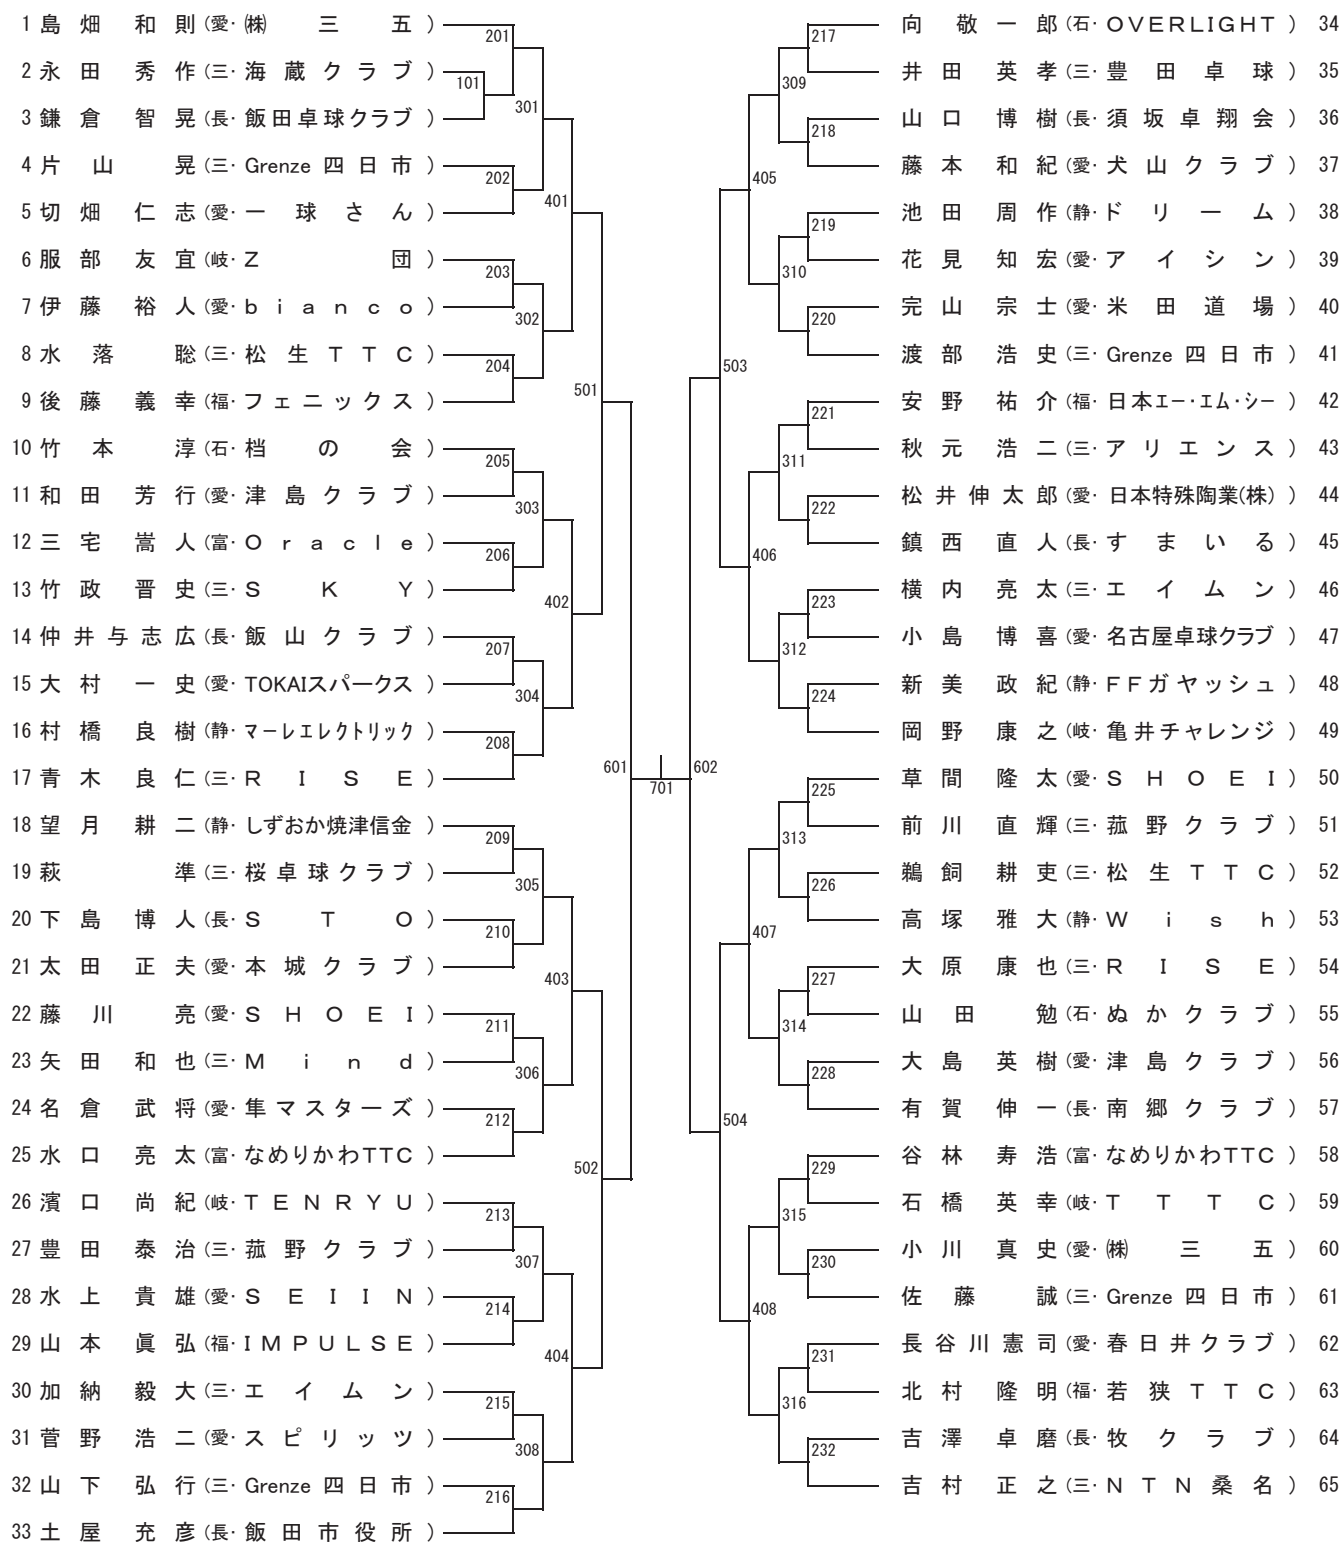 1 島畑和則 (愛・㈱三五)
2 永田秀作 (三・海蔵クラブ)
3 鎌倉智晃 (長・飯田卓球クラブ)
4 片山晃 (三・Grenze 四日市)
5 切畑仁志 (愛・一球さん)
6 服部友宜 (岐・Z団)
7 伊藤裕人 (愛・bianco)
8 水落聡 (三・松生TTC)
9 後藤義幸 (福・フェニックス)
10 竹本淳 (石・档の会)
11 和田芳行 (愛・津島クラブ)
12 三宅嵩人 (富・Oracle)
13 竹政晋史 (三・SKY)
14 仲井与志広 (長・飯山クラブ)
15 大村一史 (愛・TOKAIスパークス)
16 村橋良樹 (静・マーレエレクトリック)
17 青木良仁 (三・RISE)
18 望月耕二 (静・しずおか焼津信金)
19 萩準 (三・桜卓球クラブ)
20 下島博人 (長・STO)
21 太田正夫 (愛・本城クラブ)
22 藤川亮 (愛・SHOEI)
23 矢田和也 (三・Mind)
24 名倉武将 (愛・隼マスターズ)
25 水口亮太 (富・なめりかわTTC)
26 濱口尚紀 (岐・TENRYU)
27 豊田泰治 (三・菰野クラブ)
28 水上貴雄 (愛・SEIIN)
29 山本眞弘 (福・IMPULSE)
30 加納毅大 (三・エイムン)
31 菅野浩二 (愛・スピリッツ)
32 山下弘行 (三・Grenze 四日市)
33 土屋充彦 (長・飯田市役所)
101
201
202
203
204
205
206
207
208
209
210
211
212
213
214
215
216
301
302
303
304
305
306
307
308
401
402
403
404
501
502
601
701
602
503
504
405
406
407
408
309
310
311
312
313
314
315
316
217
218
219
220
221
222
223
224
225
226
227
228
229
230
231
232
向敬一郎 (石・OVERLIGHT) 34
井田英孝 (三・豊田卓球) 35
山口博樹 (長・須坂卓翔会) 36
藤本和紀 (愛・犬山クラブ) 37
池田周作 (静・ドリーム) 38
花見知宏 (愛・アイシン) 39
完山宗士 (愛・米田道場) 40
渡部浩史 (三・Grenze 四日市) 41
安野祐介 (福・日本エー・エム・シー) 42
秋元浩二 (三・アリエンス) 43
松井伸太郎 (愛・日本特殊陶業(株)) 44
鎮西直人 (長・すまいる) 45
横内亮太 (三・エイムン) 46
小島博喜 (愛・名古屋卓球クラブ) 47
新美政紀 (静・FFガヤッシュ) 48
岡野康之 (岐・亀井チャレンジ) 49
草間隆太 (愛・SHOEI) 50
前川直輝 (三・菰野クラブ) 51
鵜飼耕吏 (三・松生TTC) 52
高塚雅大 (静・Wish) 53
大原康也 (三・RISE) 54
山田勉 (石・ぬかクラブ) 55
大島英樹 (愛・津島クラブ) 56
有賀伸一 (長・南郷クラブ) 57
谷林寿浩 (富・なめりかわTTC) 58
石橋英幸 (岐・TTTC) 59
小川真史 (愛・㈱三五) 60
佐藤誠 (三・Grenze 四日市) 61
長谷川憲司 (愛・春日井クラブ) 62
北村隆明 (福・若狭TTC) 63
吉澤卓磨 (長・牧クラブ) 64
吉村正之 (三・NTN桑名) 65